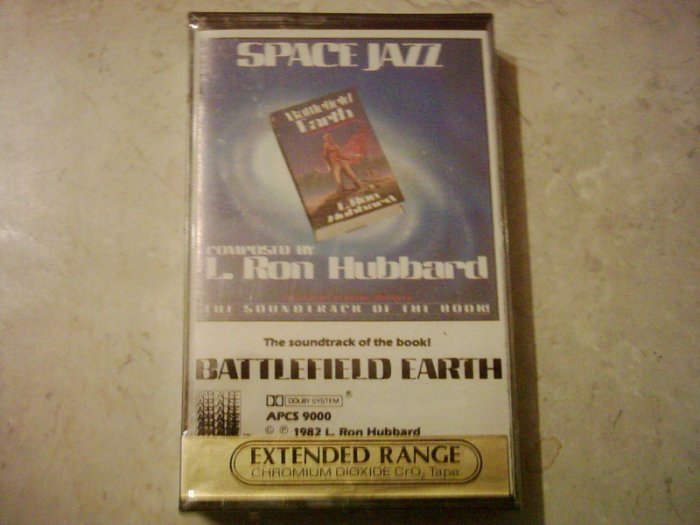 SPACE JAZZ
Battlefield
Earth
L. Ron
Hubbard
COMPOSED BY
L. Ron Hubbard
THE SOUNDTRACK OF THE BOOK!
The soundtrack of the book!
BATTLEFIELD EARTH
DOLBY SYSTEM ®
APCS 9000
© ℗ 1982 L. Ron Hubbard
EXTENDED RANGE
CHROMIUM DIOXIDE CrO₂ Tape